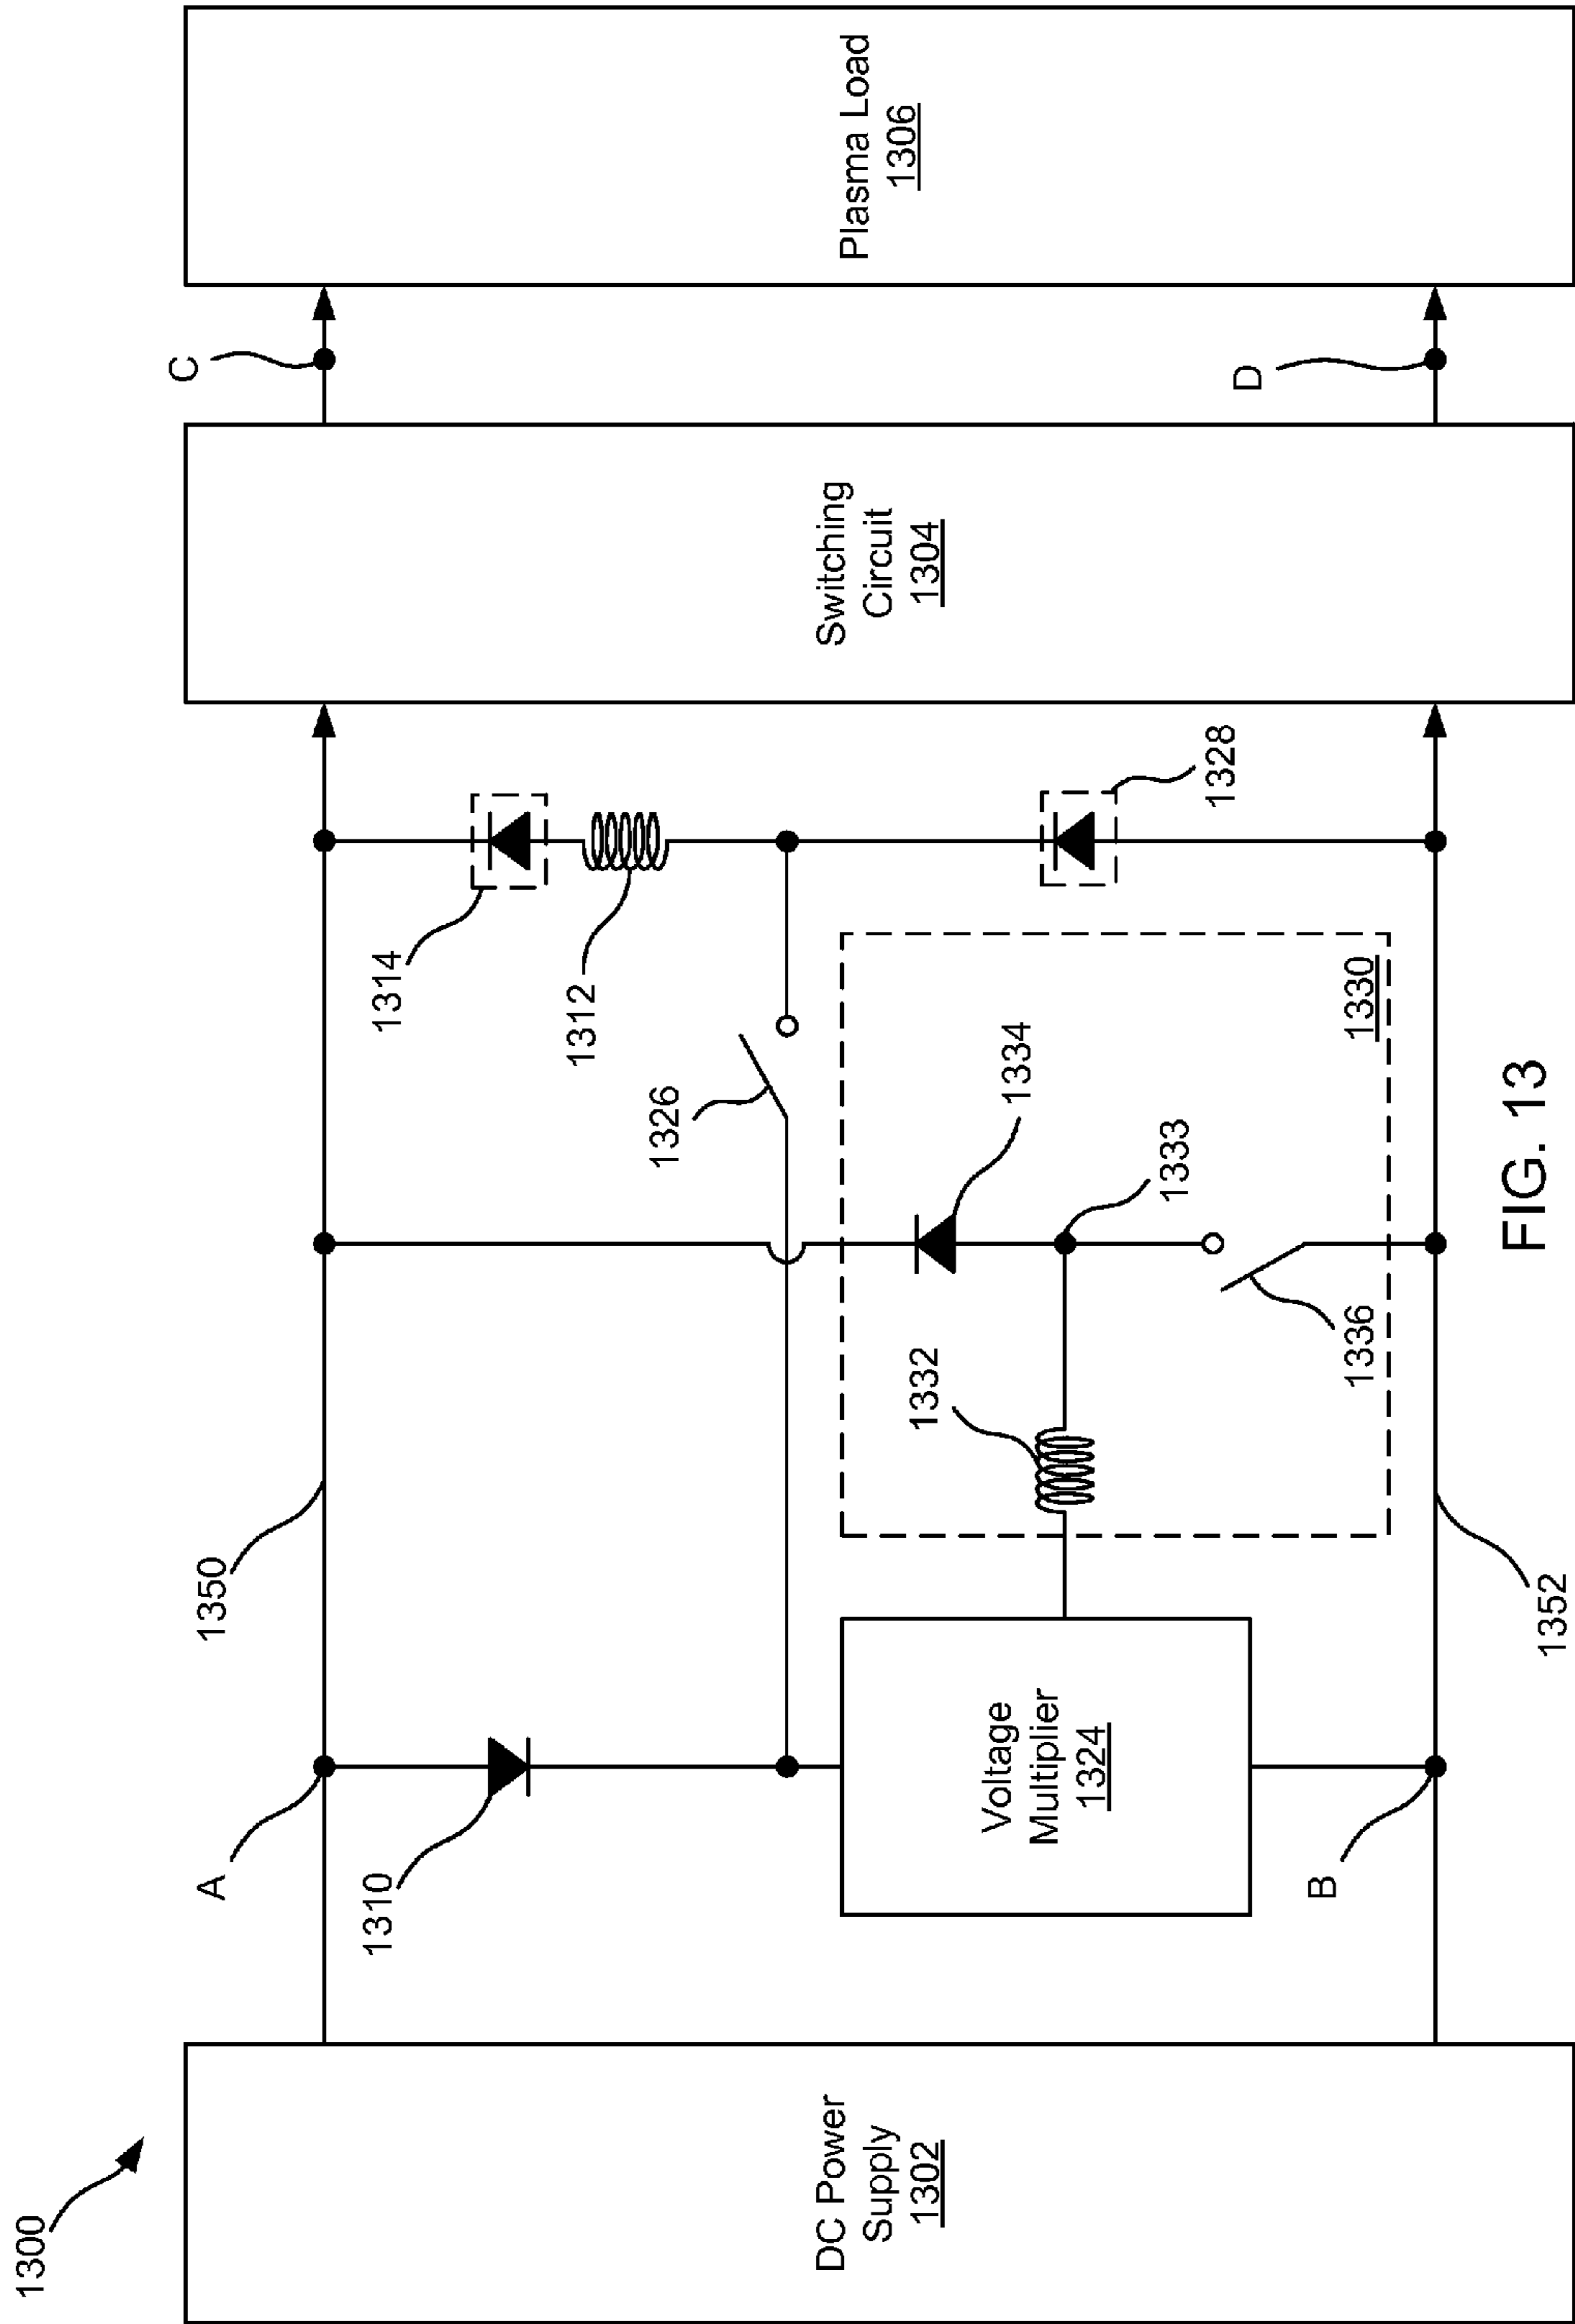 1300
DC Power
Supply
1302
A
1310
Voltage
Multiplier
1324
B
1350
1352
1332
1336
1333
1334
1330
1326
1312
1314
1328
Switching
Circuit
1304
C
D
Plasma Load
1306
FIG. 13